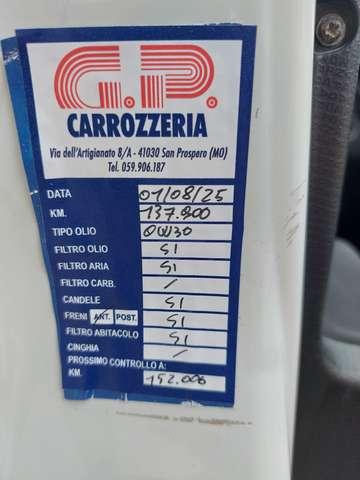 G.P.
CARROZZERIA
Via dell'Artigianato 8/A - 41030 San Prospero (MO)
Tel. 059.906.187
DATA 01/08/25
KM. 137.900
TIPO OLIO 0W30
FILTRO OLIO SI
FILTRO ARIA SI
FILTRO CARB. /
CANDELE SI
FRENI ANT. POST. SI
FILTRO ABITACOLO SI
CINGHIA /
PROSSIMO CONTROLLO A:
KM. 152.000